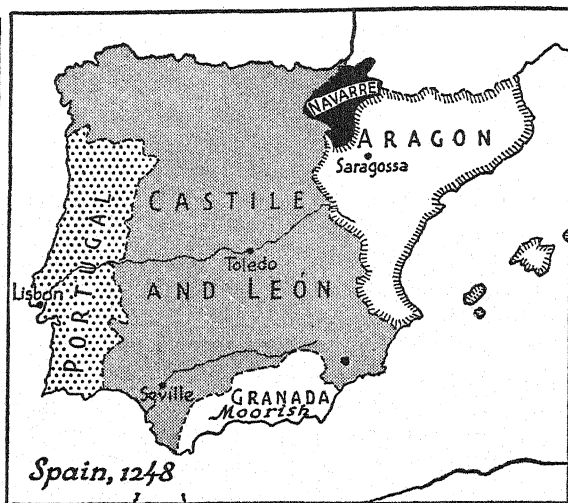 NAVARRE
ARAGON
Saragossa
CASTILE
Toledo
AND LEÓN
Lisbon
PORTUGAL
Seville
GRANADA
Moorish
Spain, 1248